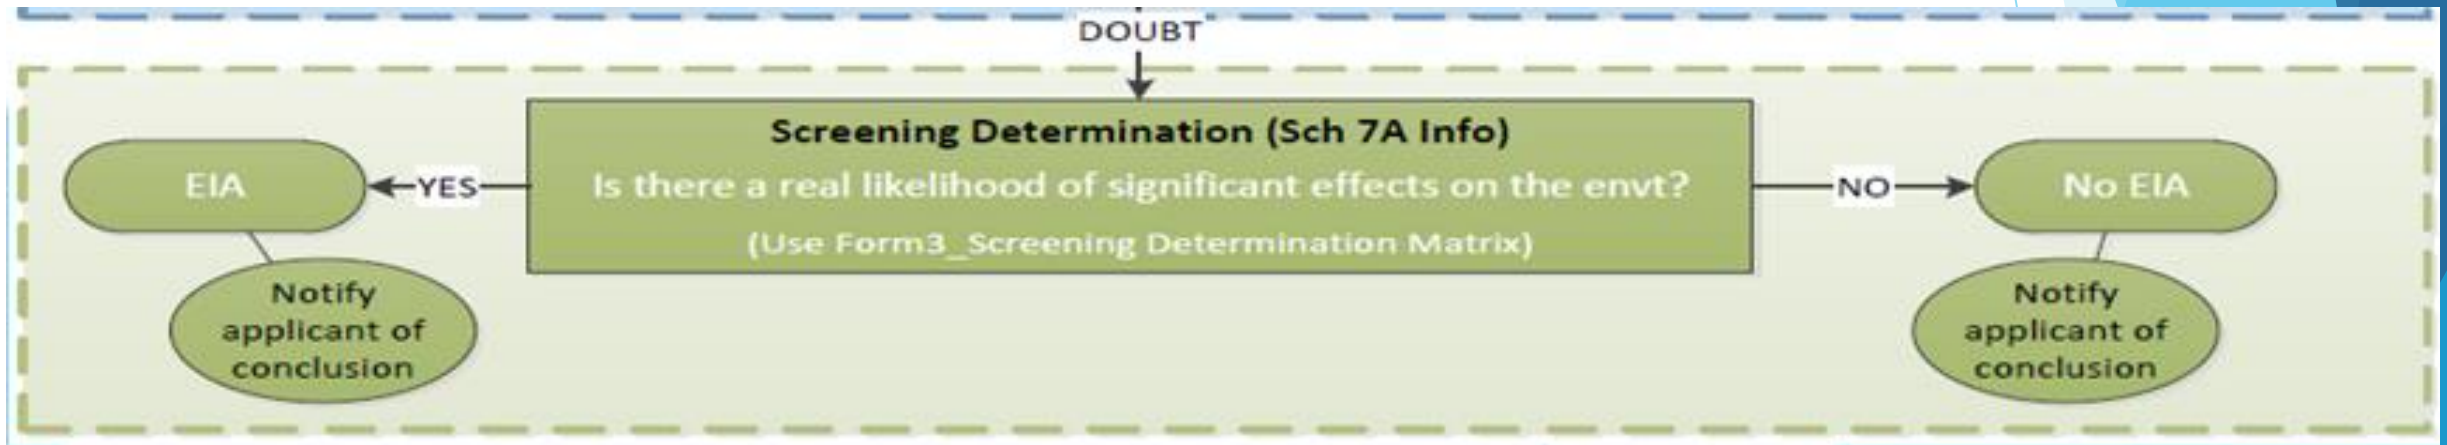 DOUBT
Screening Determination (Sch 7A Info)
EIA
YES
Is there a real likelihood of significant effects on the envt?
NO
No EIA
(Use Form3_Screening Determination Matrix)
Notify
applicant of
conclusion
Notify
applicant of
conclusion